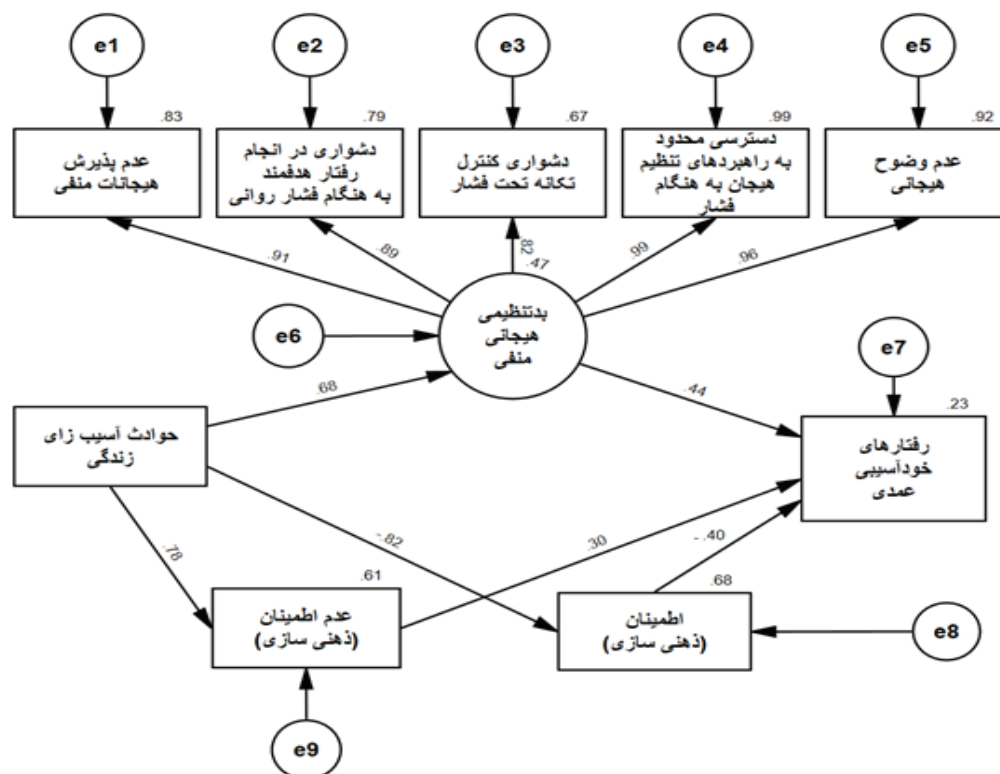 e1
e2
e3
e4
e5
.83
.79
.67
.99
.92
عدم پذیرش
هیجانات منفی
دشواری در انجام
رفتار هدفمند
به هنگام فشار روانی
دشواری کنترل
تکانه تحت فشار
دسترسی محدود
به راهبردهای تنظیم
هیجان به هنگام
فشار
عدم وضوح
هیجانی
.91
.89
.82
.99
.96
.47
بدتنظیمی
هیجانی
منفی
e6
e7
.68
.44
.23
حوادث آسیب زای
زندگی
رفتارهای
خودآسیبی
عمدی
.78
-.82
.30
-.40
.61
.68
عدم اطمینان
(ذهنی سازی)
اطمینان
(ذهنی سازی)
e8
e9